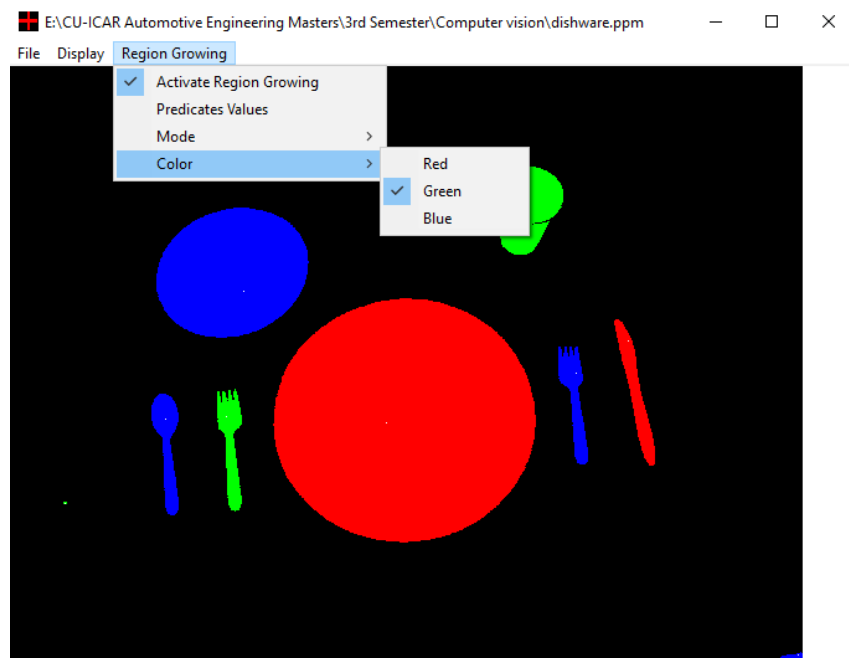 E:\CU-ICAR Automotive Engineering Masters\3rd Semester\Computer vision\dishware.ppm
File Display Region Growing
Activate Region Growing
Predicates Values
Mode
Color
Red
Green
Blue